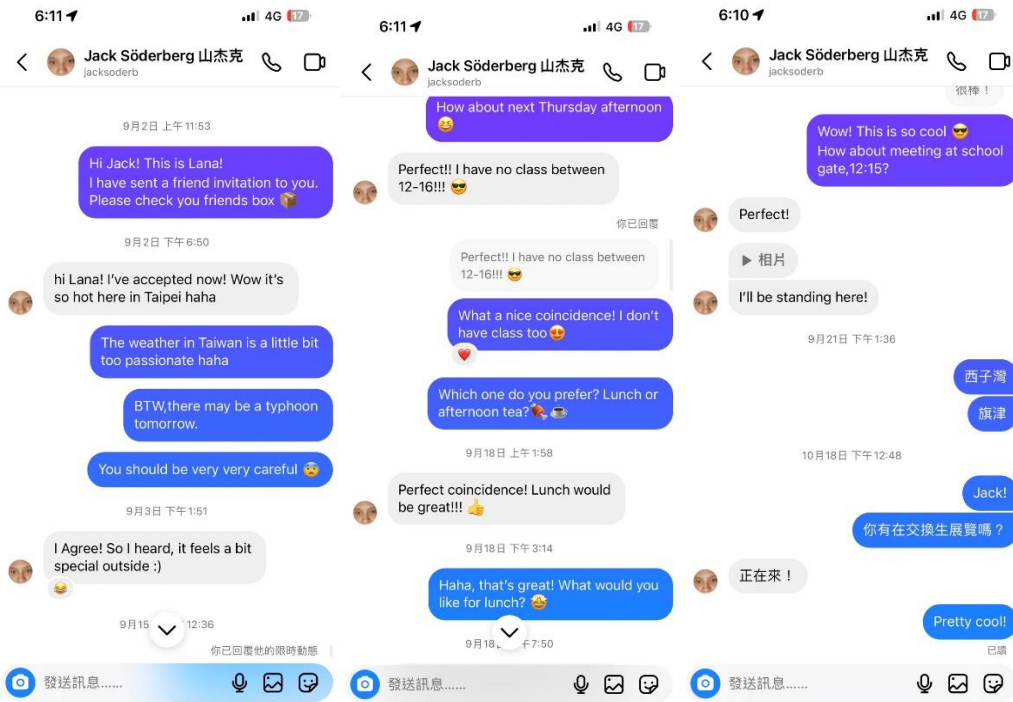 6:11
4G 17
Jack Söderberg 山杰克
jacksoderb
9月2日 上午11:53
Hi Jack! This is Lana!
I have sent a friend invitation to you.
Please check you friends box 📦
9月2日 下午6:50
hi Lana! I've accepted now! Wow it's
so hot here in Taipei haha
The weather in Taiwan is a little bit
too passionate haha
BTW,there may be a typhoon
tomorrow.
You should be very very careful 😨
9月3日 下午1:51
I Agree! So I heard, it feels a bit
special outside :)
😂
9月15 12:36
你已回覆他的限時動態
發送訊息......
6:11
4G 17
Jack Söderberg 山杰克
jacksoderb
How about next Thursday afternoon
😆
Perfect!! I have no class between
12-16!!! 😎
你已回覆
Perfect!! I have no class between
12-16!!! 😎
What a nice coincidence! I don't
have class too😍
❤️
Which one do you prefer? Lunch or
afternoon tea?🍖☕
9月18日 上午1:58
Perfect coincidence! Lunch would
be great!!! 👍
9月18日 下午3:14
Haha, that's great! What would you
like for lunch? 🤩
9月18 午7:50
發送訊息......
6:10
4G 17
Jack Söderberg 山杰克
jacksoderb
很棒！
Wow! This is so cool 😎
How about meeting at school
gate,12:15?
Perfect!
▶ 相片
I'll be standing here!
9月21日 下午1:36
西子灣
旗津
10月18日 下午12:48
Jack!
你有在交換生展覽嗎？
正在來！
Pretty cool!
已讀
發送訊息......